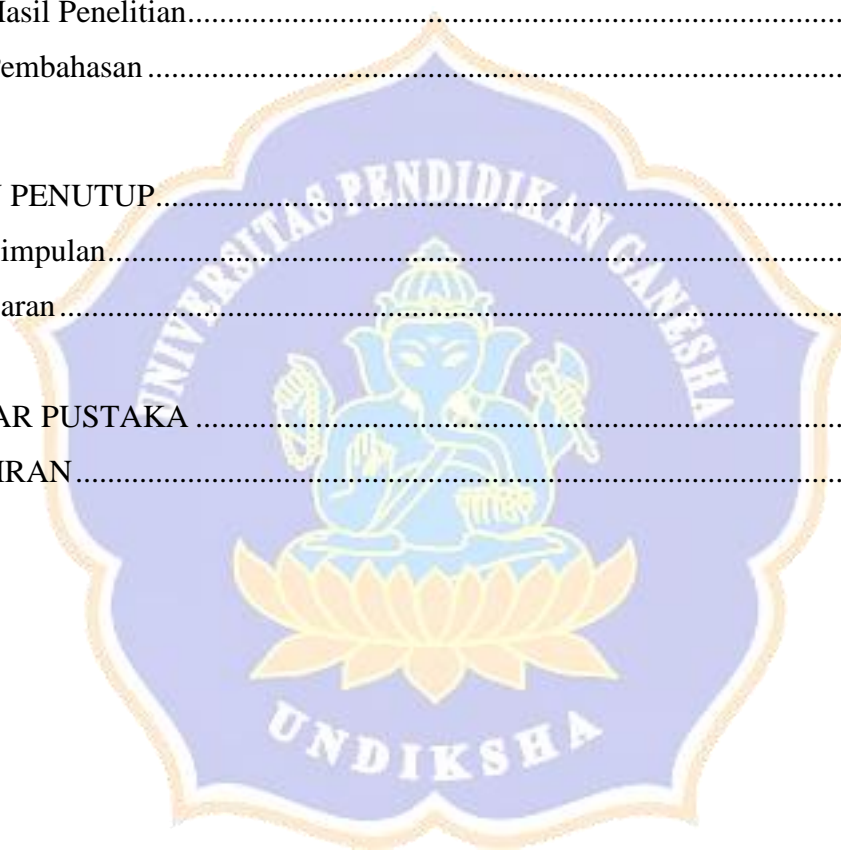 Hasil Penelitian..........................................................................................
Pembahasan..............................................................................................
PENUTUP..............................................................................................
impulan....................................................................................................
aran..........................................................................................................
UNIVERSITAS PENDIDIKAN GANESHA
AR PUSTAKA.........................................................................................
IRAN........................................................................................................
UNDIKSHA